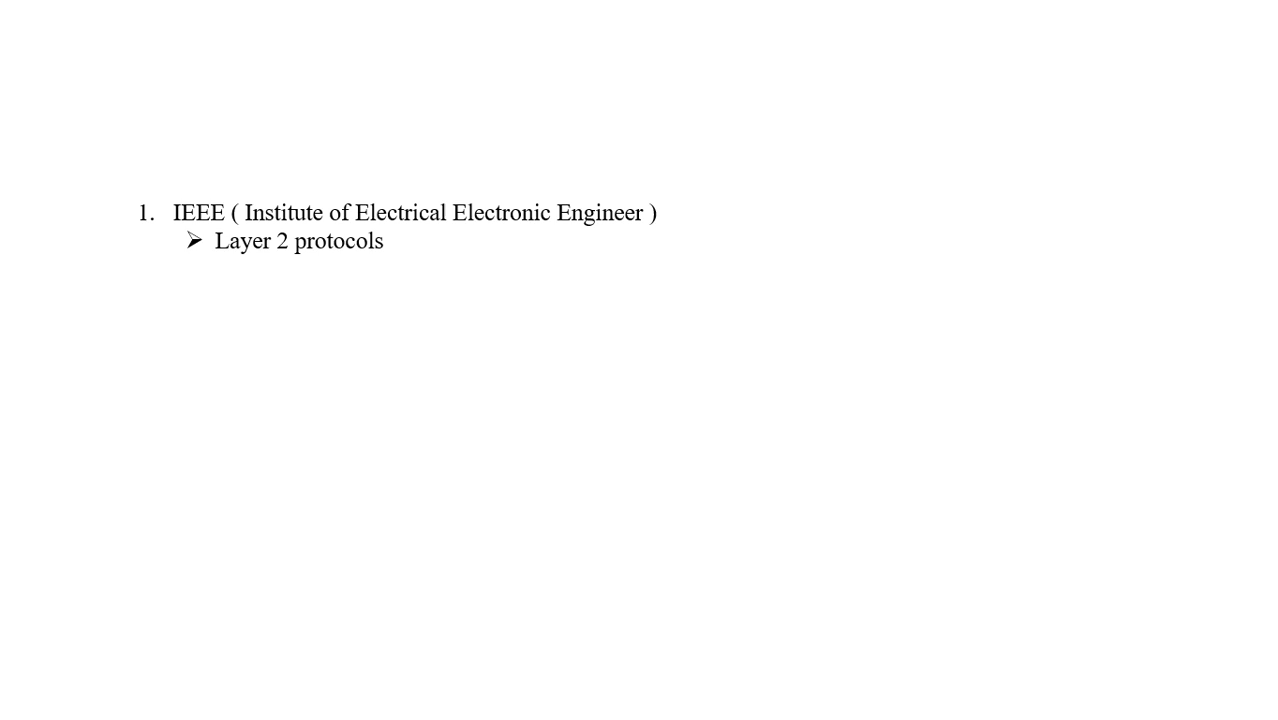 1. IEEE ( Institute of Electrical Electronic Engineer )
➢ Layer 2 protocols